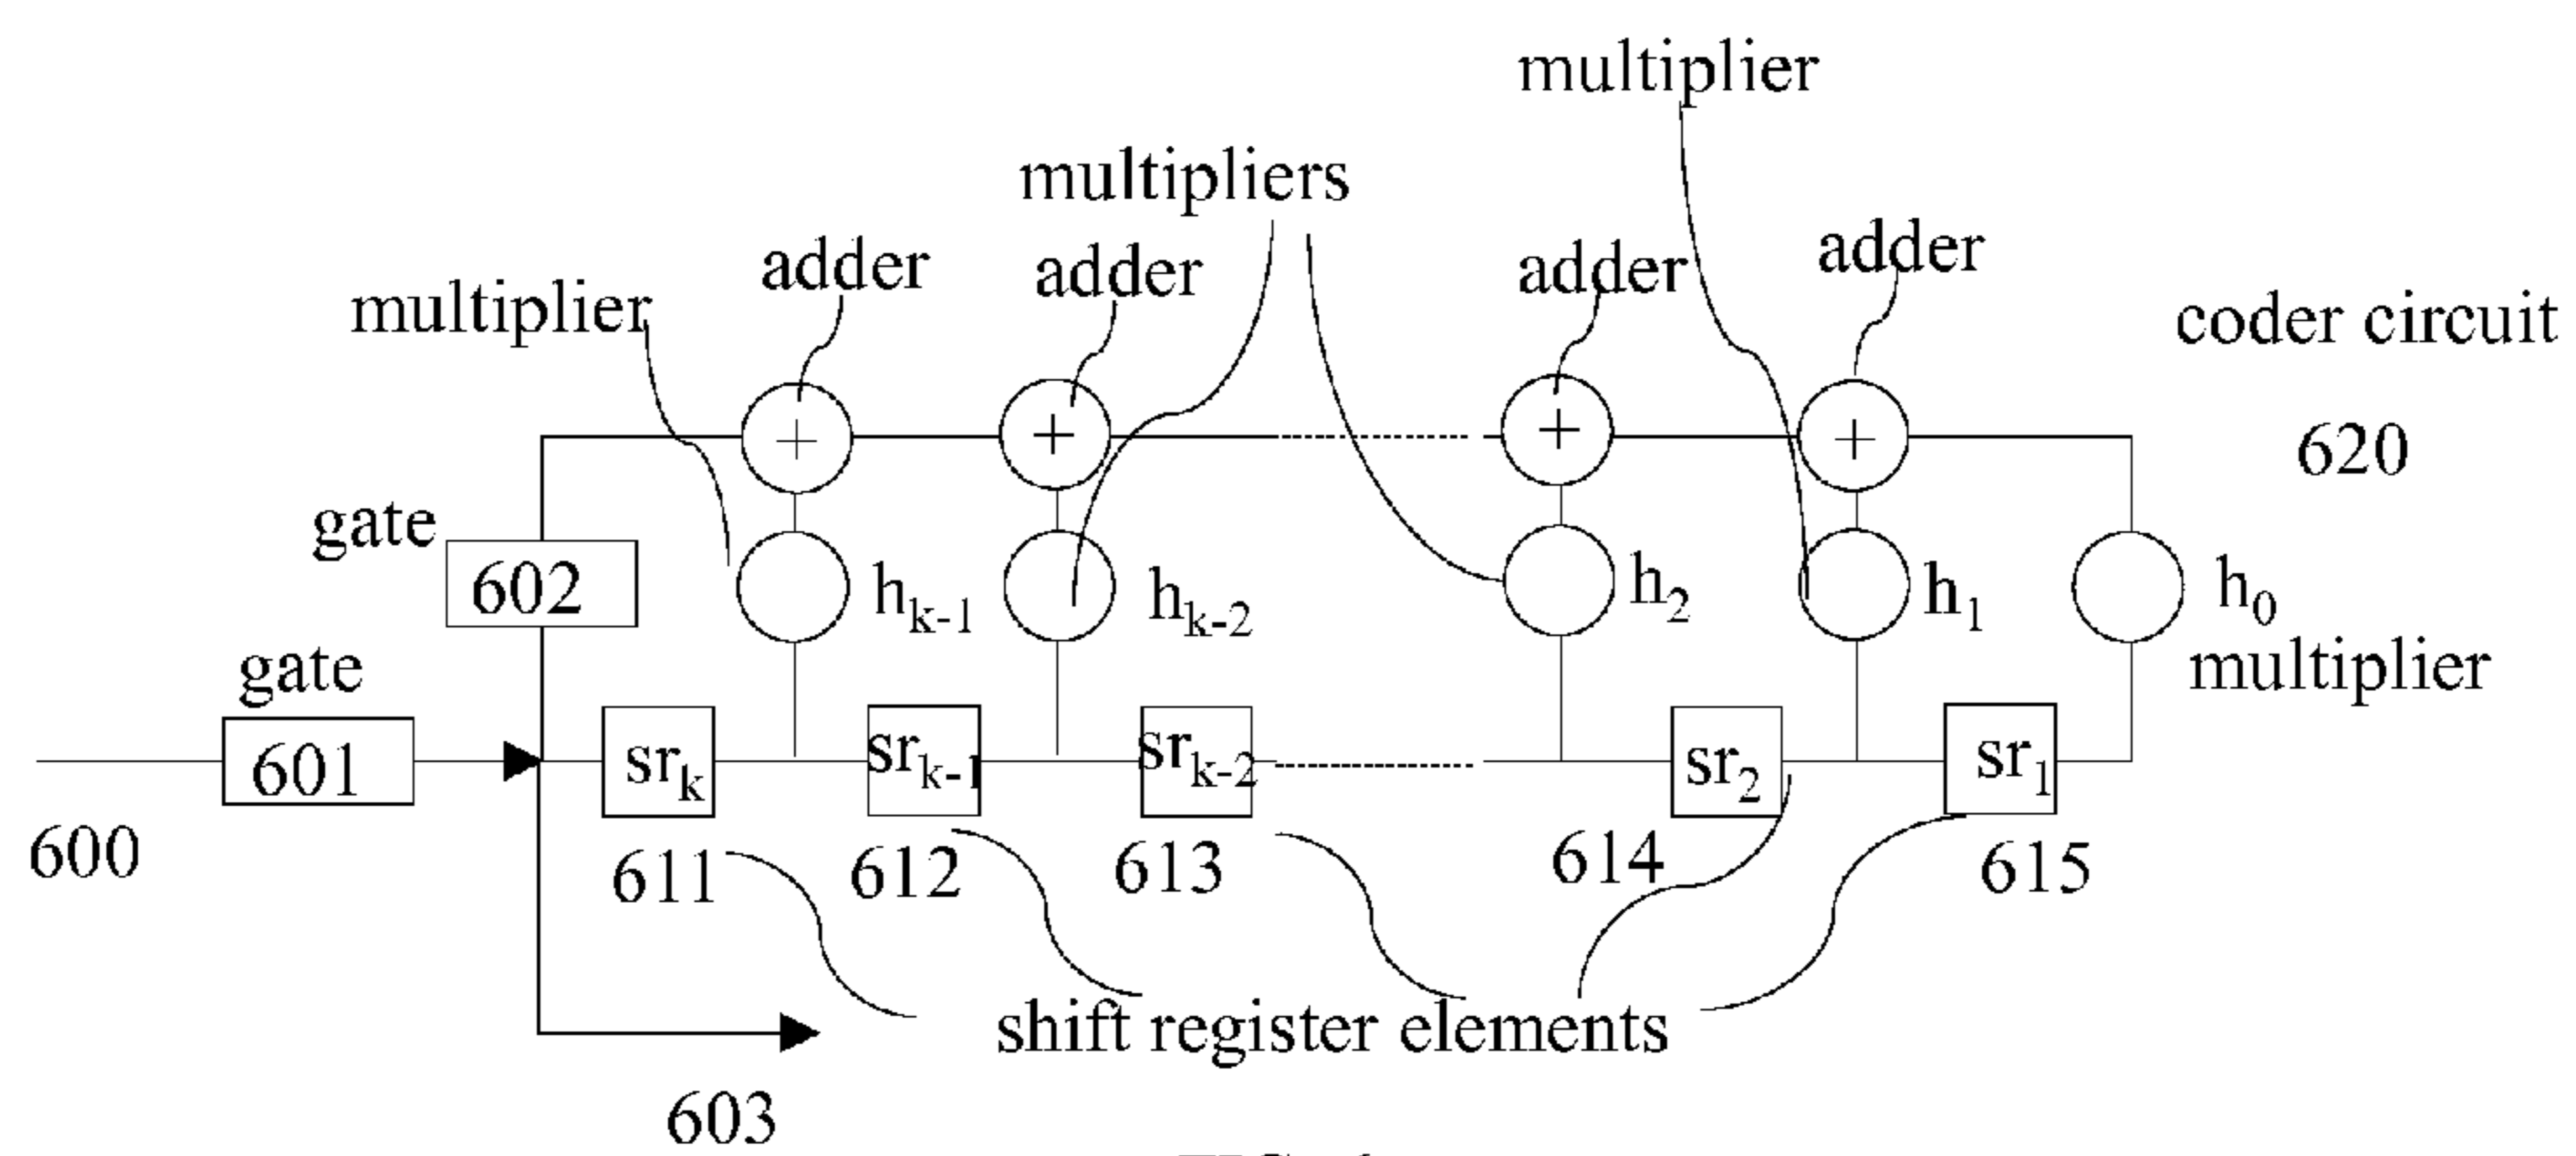 multiplier
multipliers
adder
adder
adder
adder
multiplier
coder circuit
620
+
+
+
+
gate
602
h_{k-1}
h_{k-2}
h_2
h_1
h_0
multiplier
gate
601
sr_k
sr_{k-1}
sr_{k-2}
sr_2
sr_1
600
611
612
613
614
615
shift register elements
603